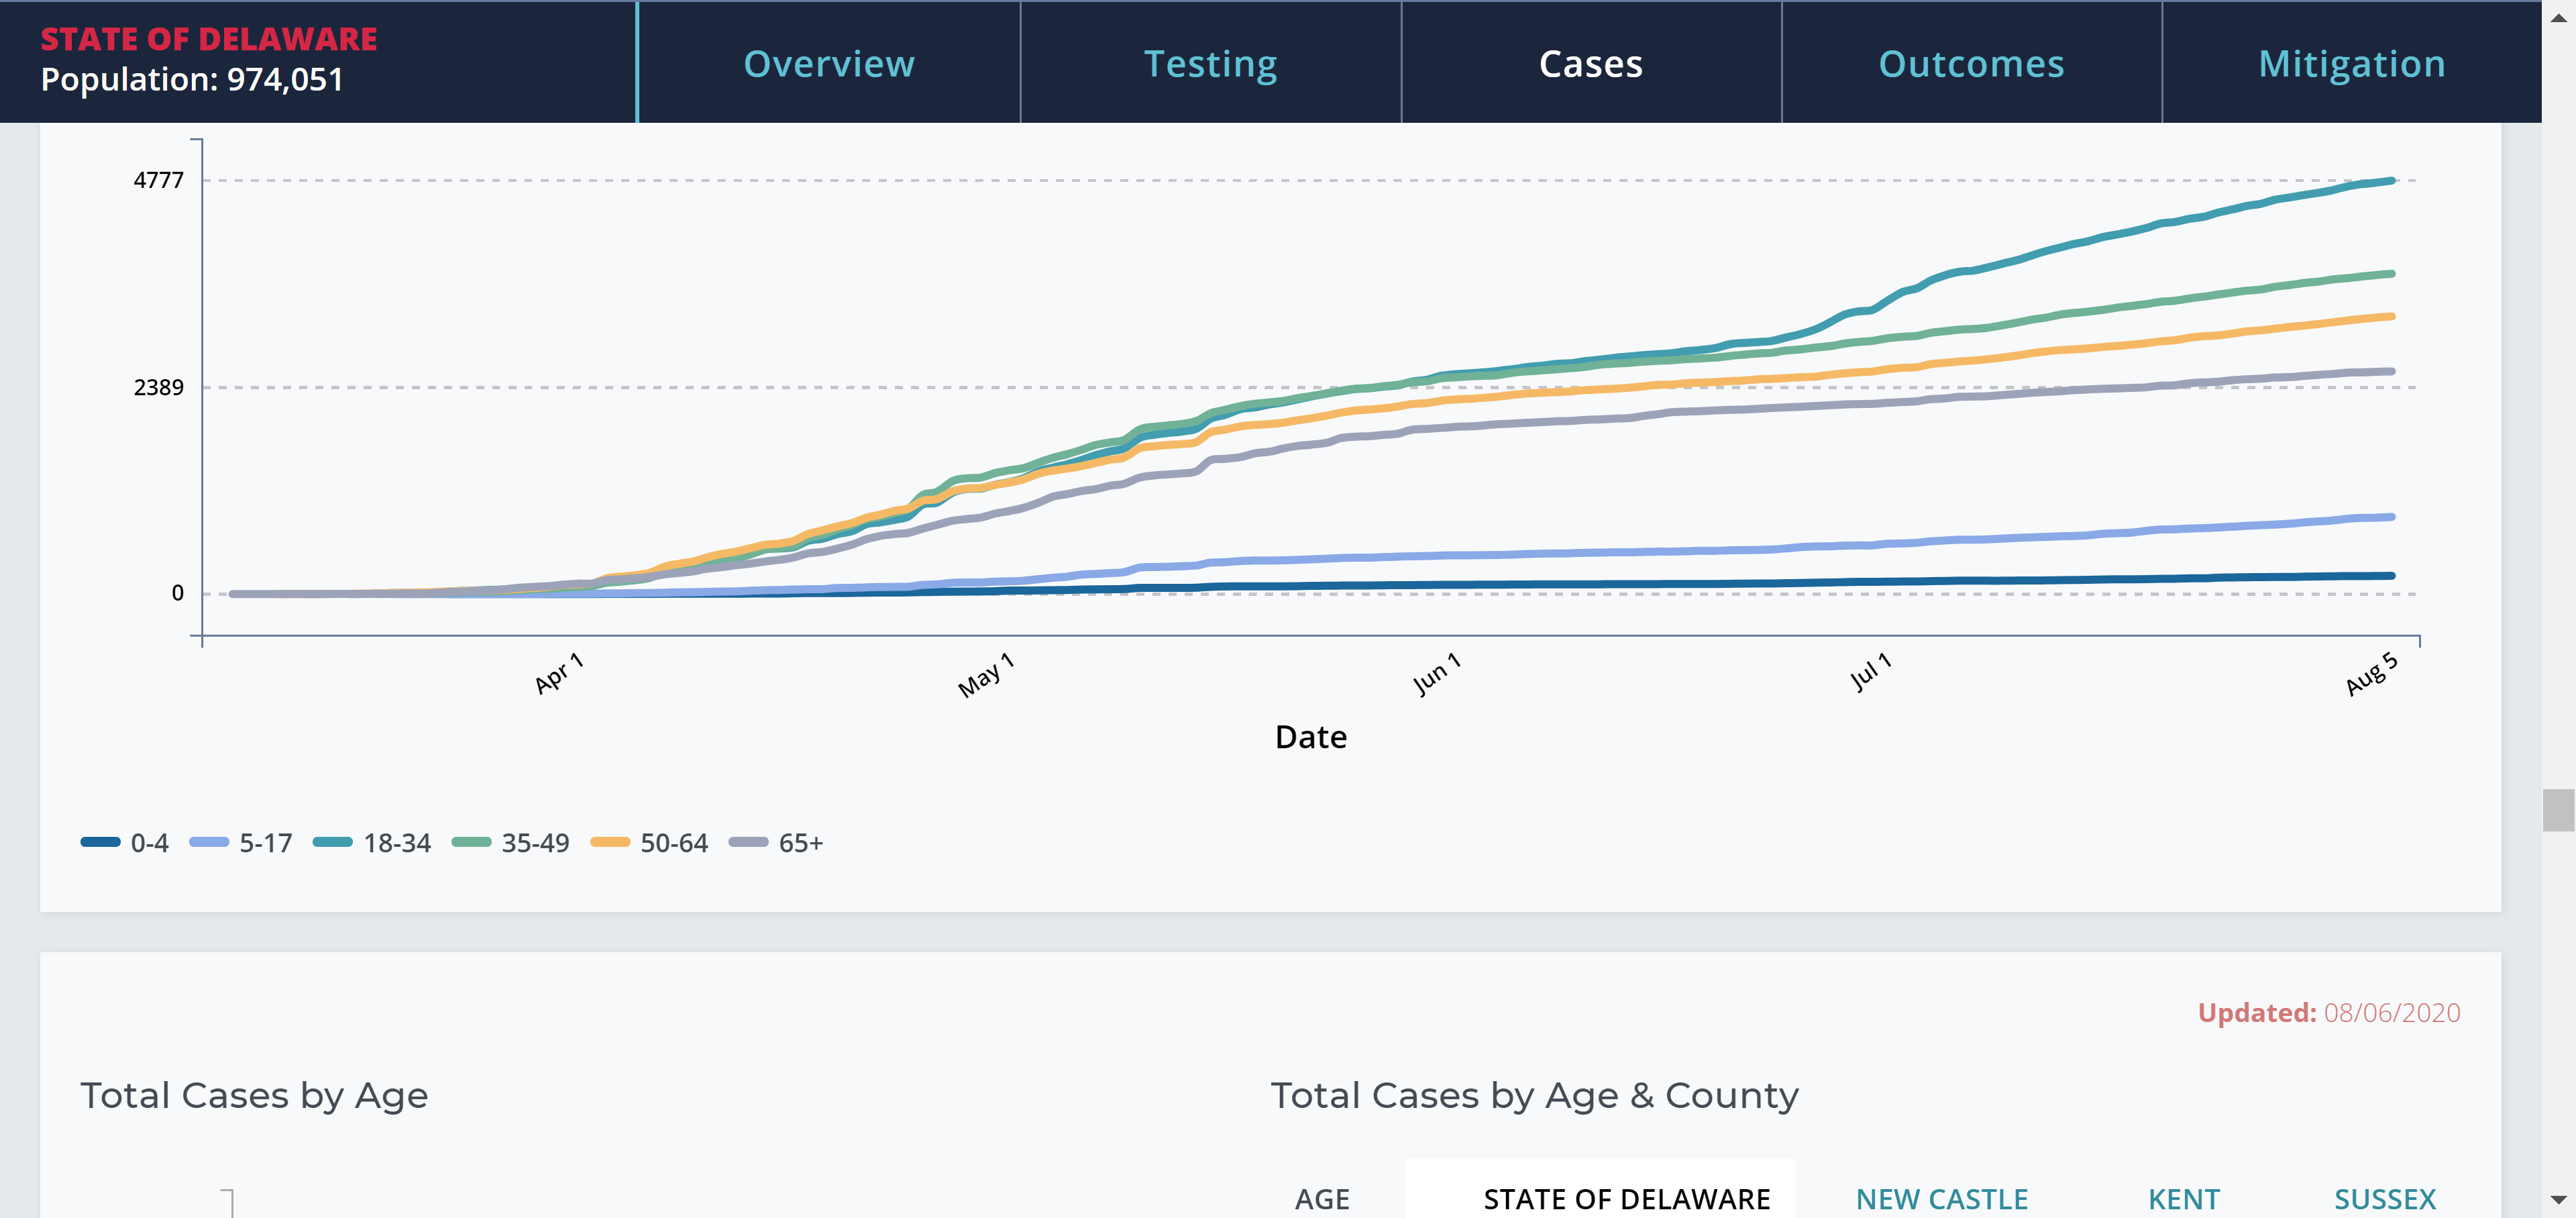 STATE OF DELAWARE
Population: 974,051
Overview
Testing
Cases
Outcomes
Mitigation
4777
2389
0
Apr 1
May 1
Jun 1
Jul 1
Aug 5
Date
0-4
5-17
18-34
35-49
50-64
65+
Updated: 08/06/2020
Total Cases by Age
Total Cases by Age & County
AGE
STATE OF DELAWARE
NEW CASTLE
KENT
SUSSEX